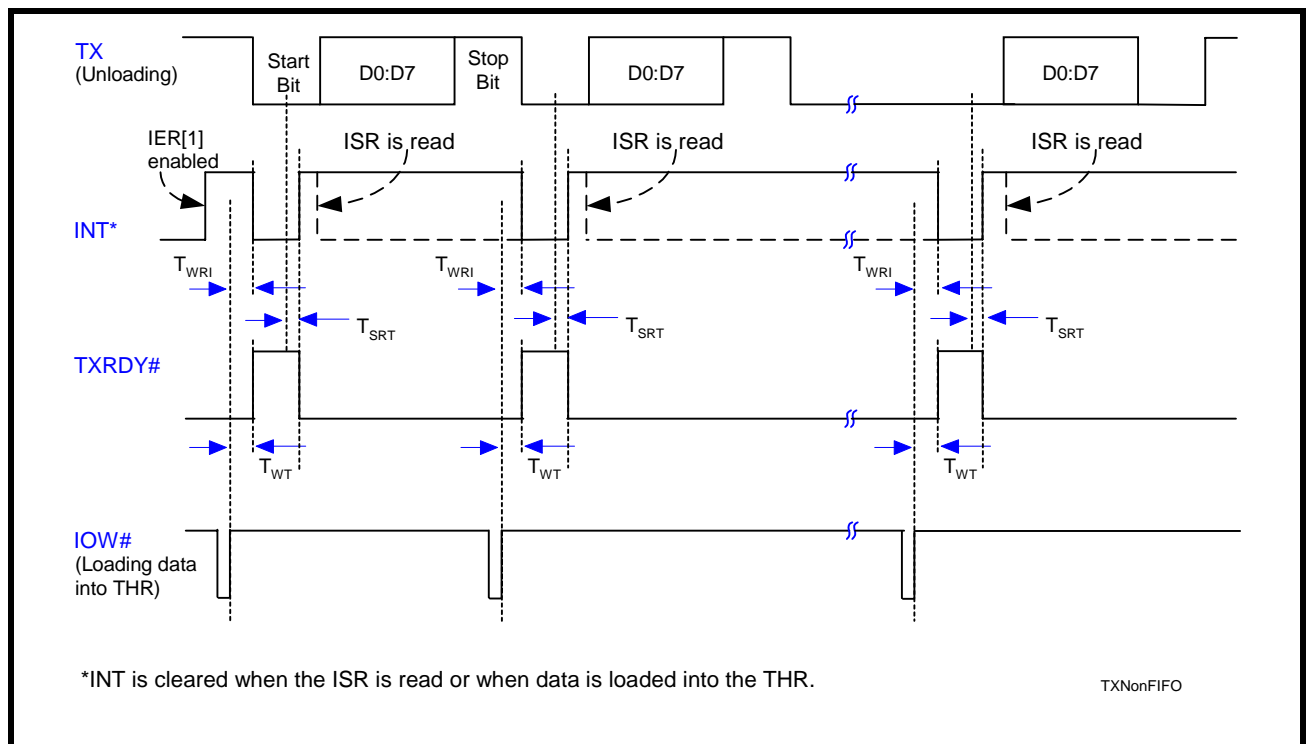 TX
(Unloading)
Start
Bit
D0:D7
Stop
Bit
D0:D7
D0:D7
IER[1]
enabled
ISR is read
ISR is read
ISR is read
INT*
TWRI
TWRI
TWRI
TSRT
TSRT
TSRT
TXRDY#
TWT
TWT
TWT
IOW#
(Loading data
into THR)
*INT is cleared when the ISR is read or when data is loaded into the THR.
TXNonFIFO